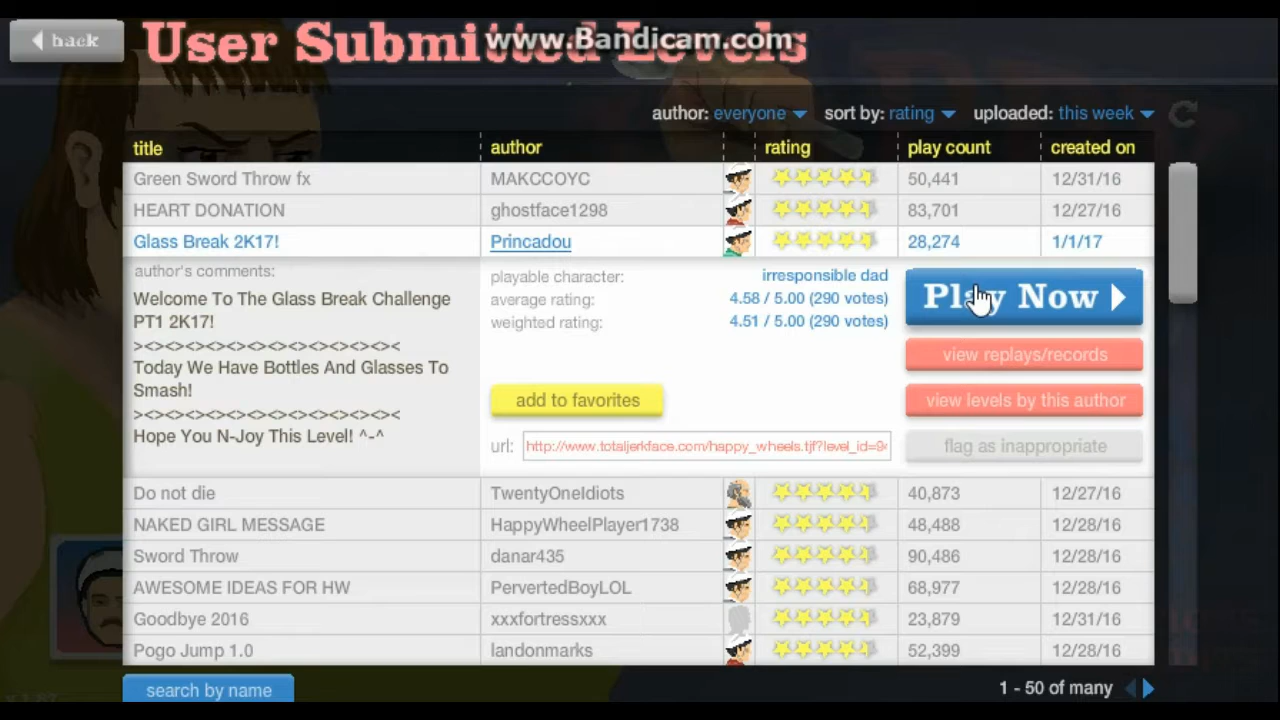 back
User Submitted Levels
www.Bandicam.com
author: everyone sort by: rating uploaded: this week
title author rating play count created on
Green Sword Throw fx MAKCCOYC 50,441 12/31/16
HEART DONATION ghostface1298 83,701 12/27/16
Glass Break 2K17! Princadou 28,274 1/1/17
author's comments:
Welcome To The Glass Break Challenge
PT1 2K17!
><><><><><><><><><><><
Today We Have Bottles And Glasses To
Smash!
><><><><><><><><><><><
Hope You N-Joy This Level! ^-^
playable character: irresponsible dad
average rating: 4.58 / 5.00 (290 votes)
weighted rating: 4.51 / 5.00 (290 votes)
add to favorites
url: http://www.totaljerkface.com/happy_wheels.tjf?level_id=9
Play Now
view replays/records
view levels by this author
flag as inappropriate
Do not die TwentyOneIdiots 40,873 12/27/16
NAKED GIRL MESSAGE HappyWheelPlayer1738 48,488 12/28/16
Sword Throw danar435 90,486 12/28/16
AWESOME IDEAS FOR HW PervertedBoyLOL 68,977 12/28/16
Goodbye 2016 xxxfortressxxx 23,879 12/31/16
Pogo Jump 1.0 landonmarks 52,399 12/28/16
search by name
1 - 50 of many